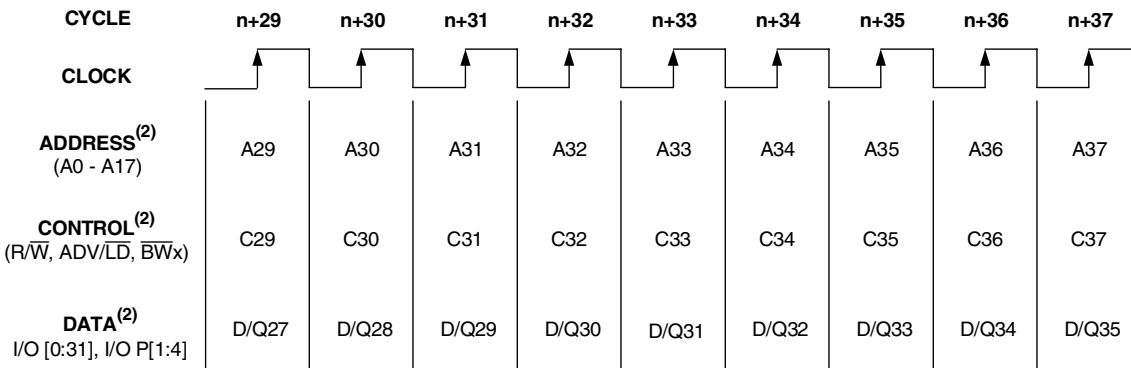 CYCLE n+29 n+30 n+31 n+32 n+33 n+34 n+35 n+36 n+37
CLOCK
ADDRESS(2) A29 A30 A31 A32 A33 A34 A35 A36 A37
(A0 - A17)
CONTROL(2) C29 C30 C31 C32 C33 C34 C35 C36 C37
(R/W̅, ADV/L̅D̅, B̅W̅x)
DATA(2) D/Q27 D/Q28 D/Q29 D/Q30 D/Q31 D/Q32 D/Q33 D/Q34 D/Q35
I/O [0:31], I/O P[1:4]